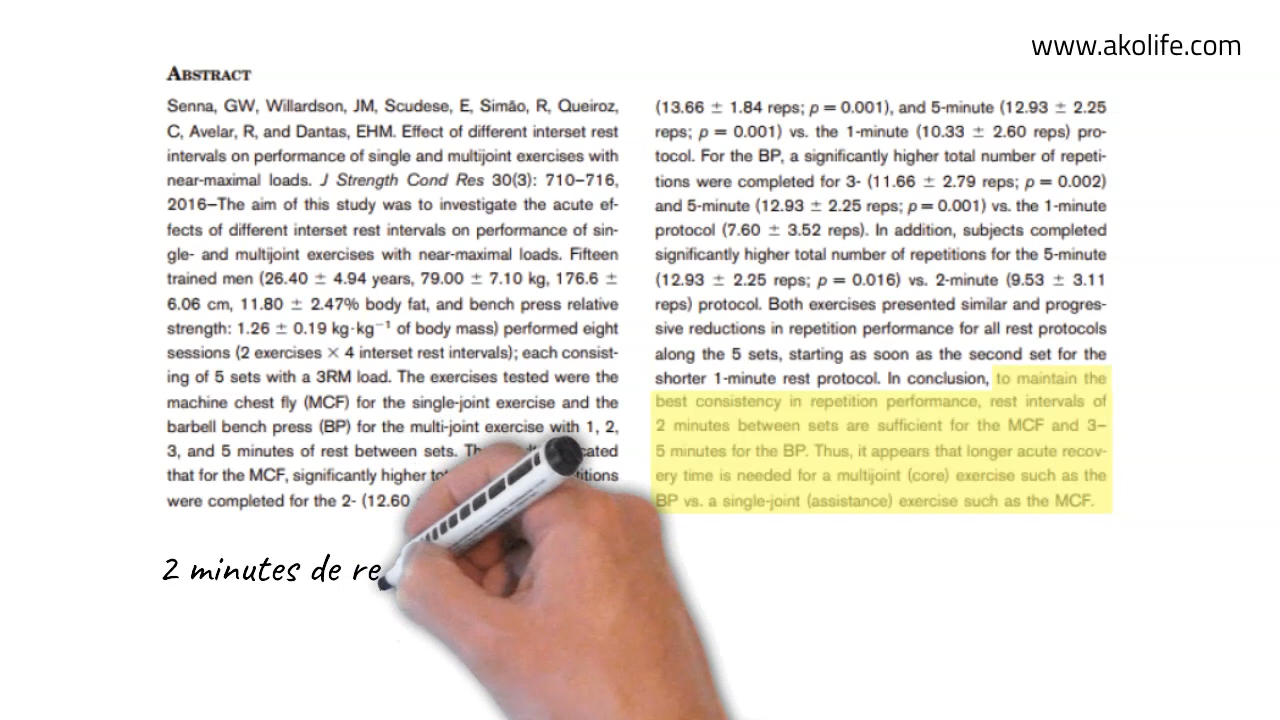 www.akolife.com
ABSTRACT
Senna, GW, Willardson, JM, Scudese, E, Simão, R, Queiroz,
C, Avelar, R, and Dantas, EHM. Effect of different interset rest
intervals on performance of single and multijoint exercises with
near-maximal loads. J Strength Cond Res 30(3): 710–716,
2016—The aim of this study was to investigate the acute ef-
fects of different interset rest intervals on performance of sin-
gle- and multijoint exercises with near-maximal loads. Fifteen
trained men (26.40 ± 4.94 years, 79.00 ± 7.10 kg, 176.6 ±
6.06 cm, 11.80 ± 2.47% body fat, and bench press relative
strength: 1.26 ± 0.19 kg·kg⁻¹ of body mass) performed eight
sessions (2 exercises × 4 interset rest intervals); each consist-
ing of 5 sets with a 3RM load. The exercises tested were the
machine chest fly (MCF) for the single-joint exercise and the
barbell bench press (BP) for the multi-joint exercise with 1, 2,
3, and 5 minutes of rest between sets.
that for the MCF, significantly higher
were completed for the 2- (12.60
(13.66 ± 1.84 reps; p = 0.001), and 5-minute (12.93 ± 2.25
reps; p = 0.001) vs. the 1-minute (10.33 ± 2.60 reps) pro-
tocol. For the BP, a significantly higher total number of repeti-
tions were completed for 3- (11.66 ± 2.79 reps; p = 0.002)
and 5-minute (12.93 ± 2.25 reps; p = 0.001) vs. the 1-minute
protocol (7.60 ± 3.52 reps). In addition, subjects completed
significantly higher total number of repetitions for the 5-minute
(12.93 ± 2.25 reps; p = 0.016) vs. 2-minute (9.53 ± 3.11
reps) protocol. Both exercises presented similar and progres-
sive reductions in repetition performance for all rest protocols
along the 5 sets, starting as soon as the second set for the
shorter 1-minute rest protocol. In conclusion, to maintain the
best consistency in repetition performance, rest intervals of
2 minutes between sets are sufficient for the MCF and 3–
5 minutes for the BP. Thus, it appears that longer acute recov-
ery time is needed for a multijoint (core) exercise such as the
BP vs. a single-joint (assistance) exercise such as the MCF.
2 minutes de re